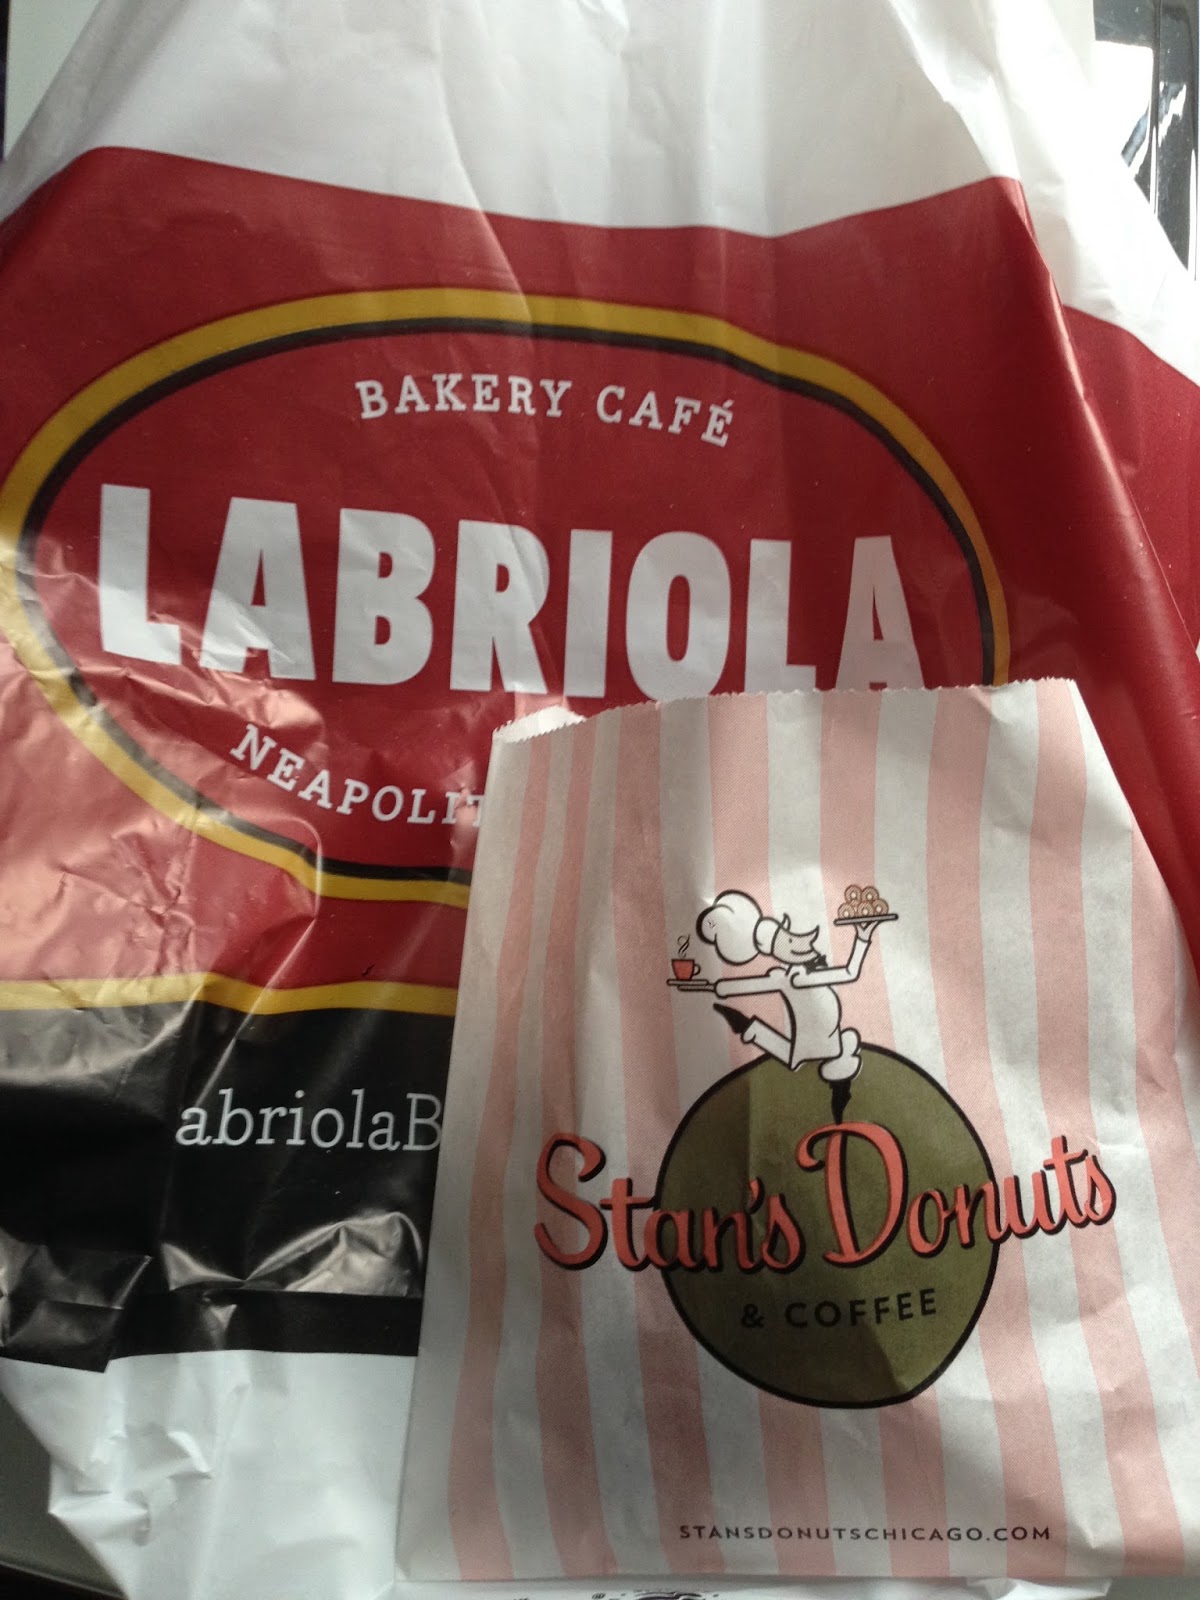 BAKERY CAFÉ
LABRIOLA
NEAPOLIT
abriolaB
Stan's Donuts
& COFFEE
STANSDONUTSCHICAGO.COM